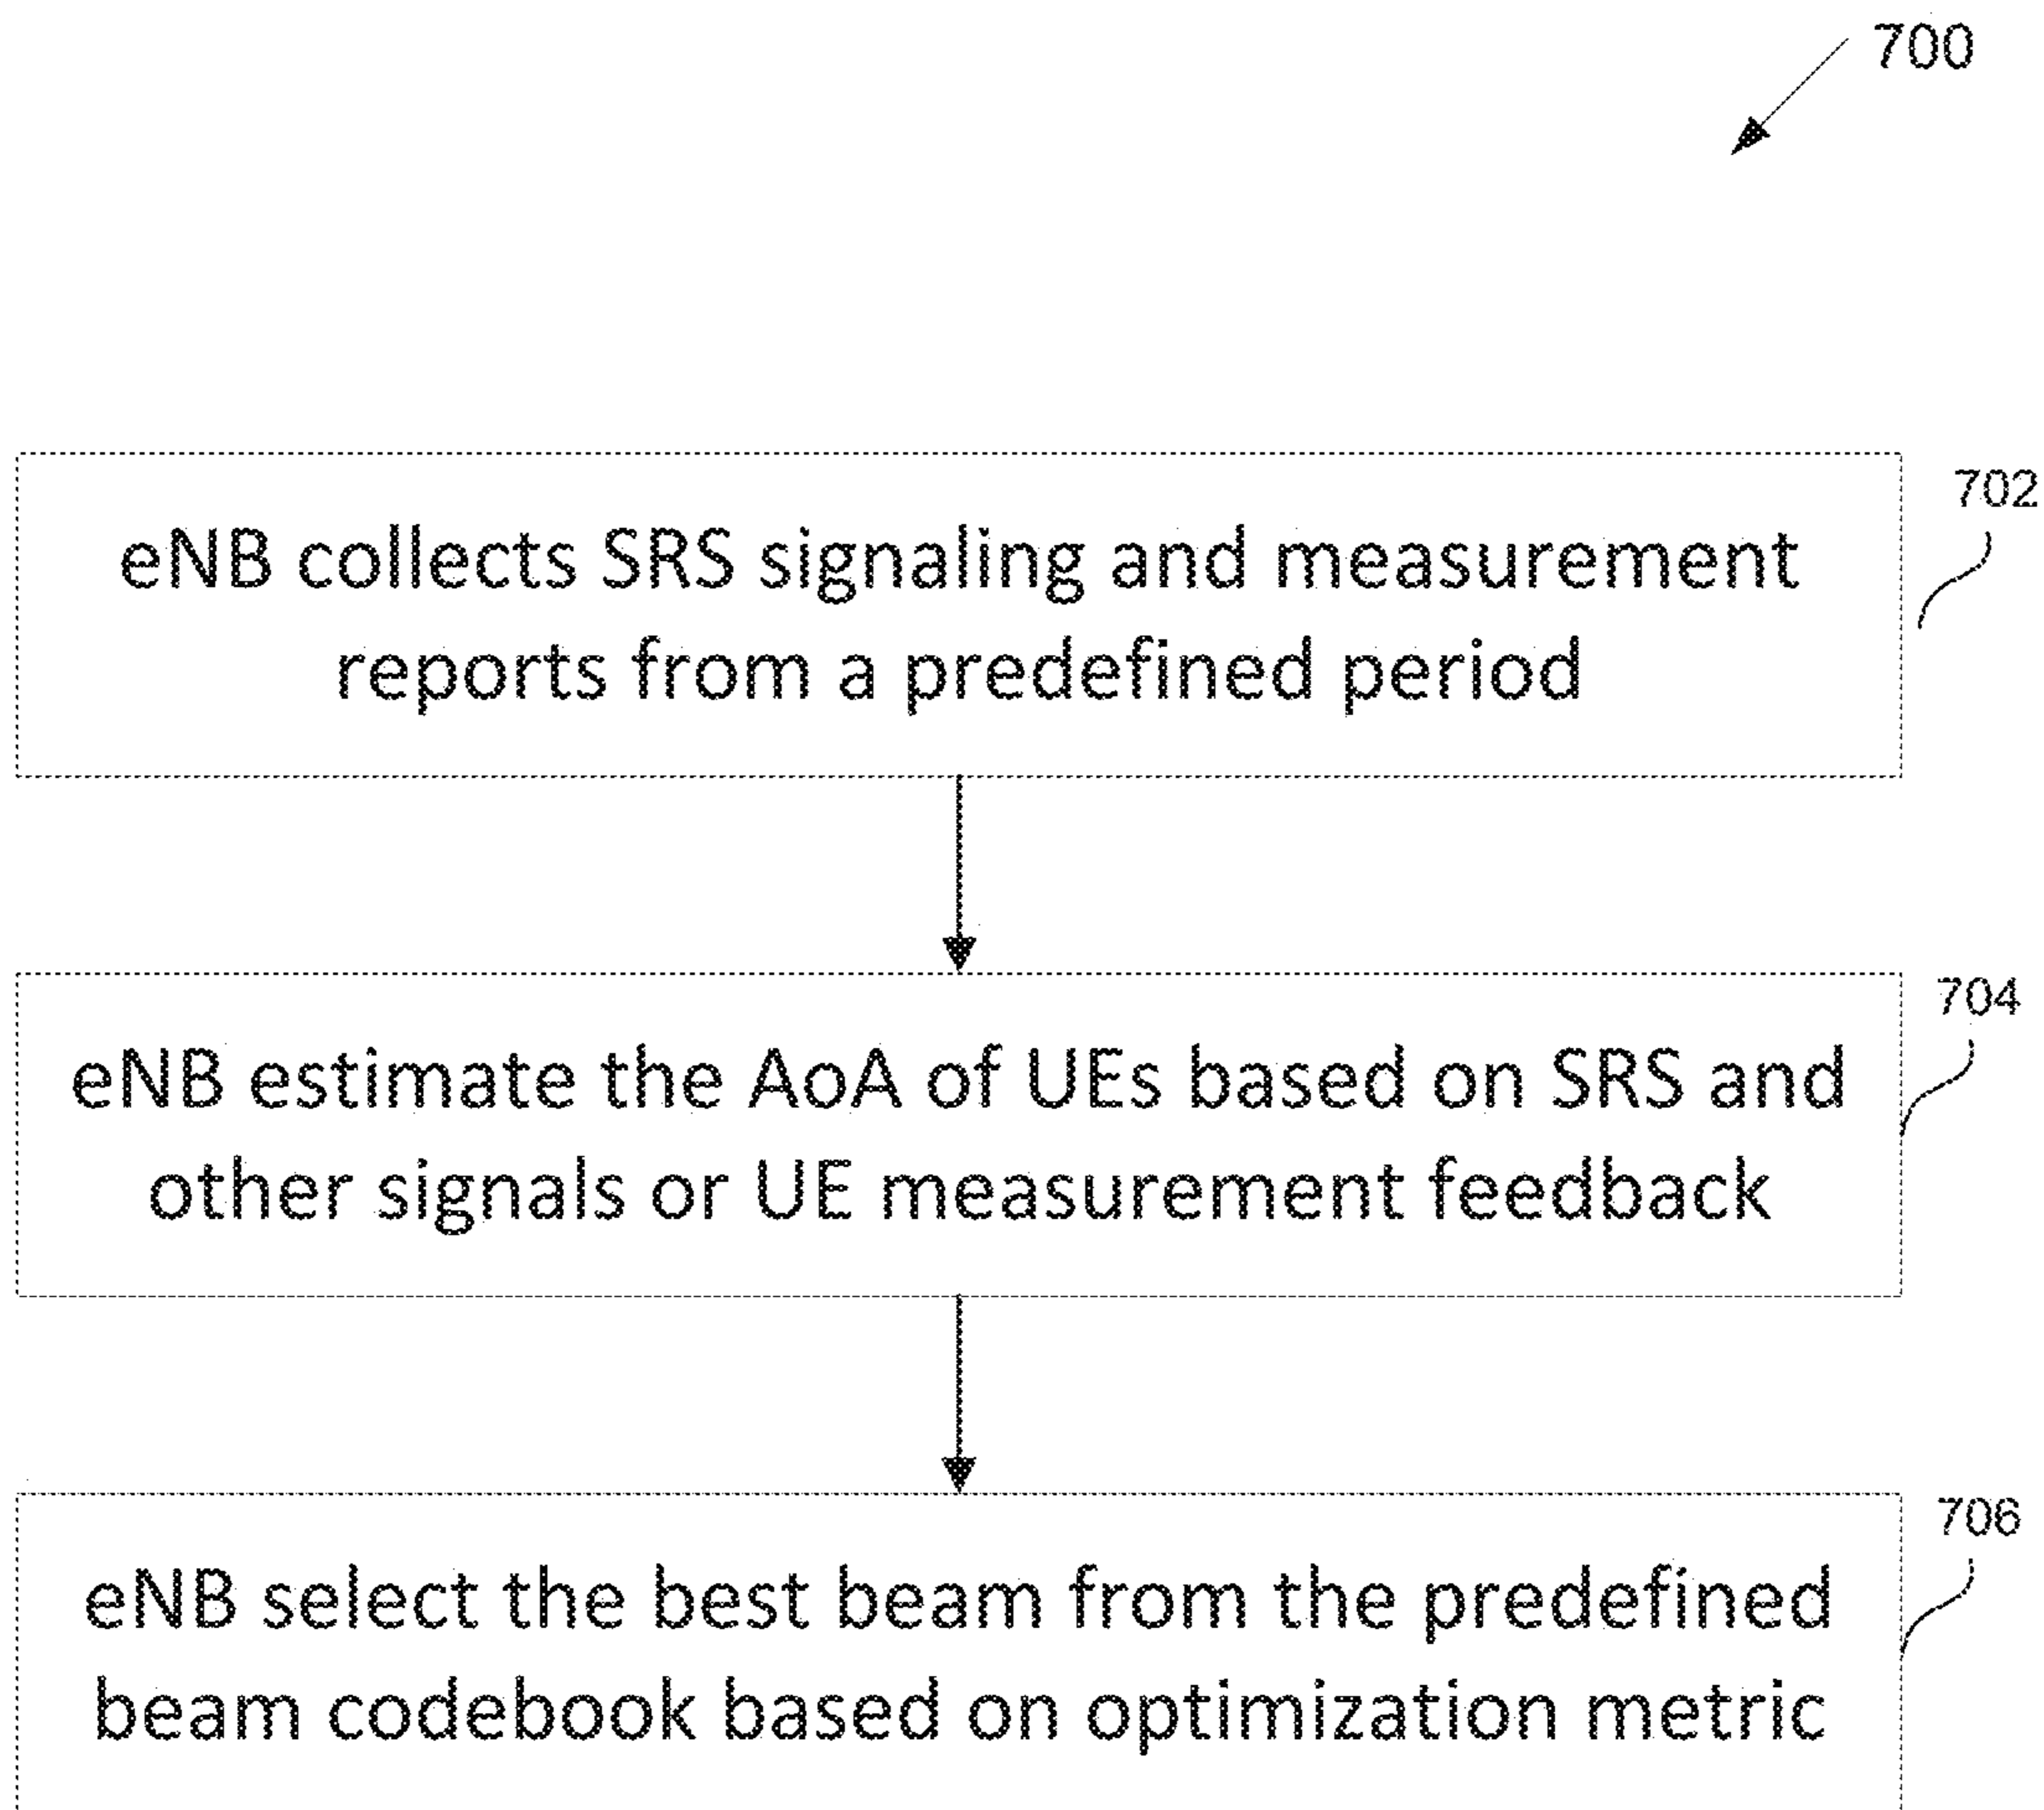 700
702
eNB collects SRS signaling and measurement
reports from a predefined period
704
eNB estimate the AoA of UEs based on SRS and
other signals or UE measurement feedback
706
eNB select the best beam from the predefined
beam codebook based on optimization metric